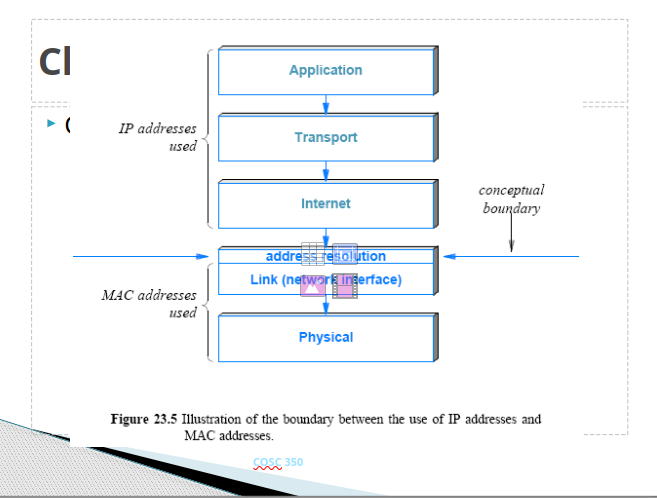 Cl
Application
IP addresses
used
Transport
Internet
conceptual
boundary
address resolution
Link (network interface)
MAC addresses
used
Physical
Figure 23.5 Illustration of the boundary between the use of IP addresses and
MAC addresses.
COSC 350